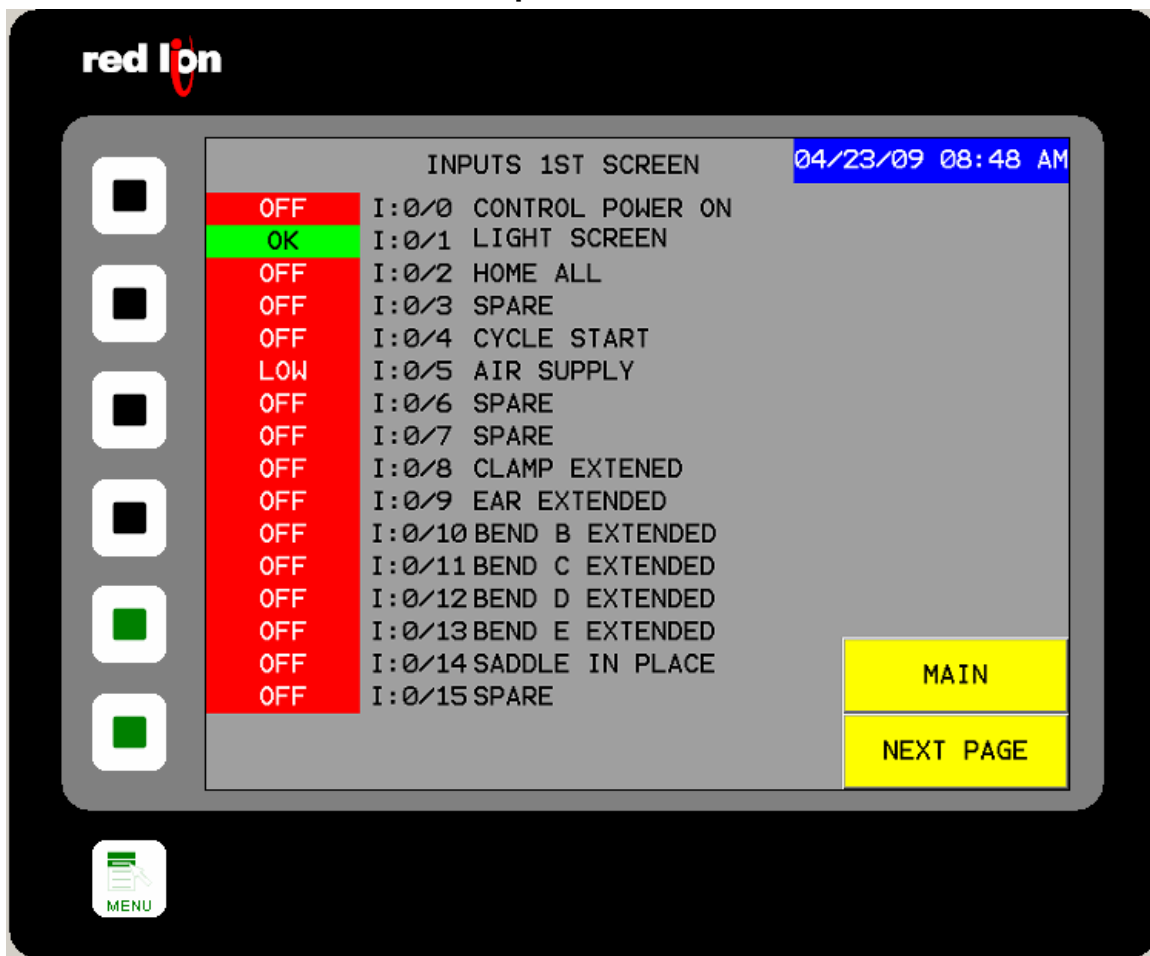 red lion
INPUTS 1ST SCREEN 04/23/09 08:48 AM
OFF I:0/0 CONTROL POWER ON
OK I:0/1 LIGHT SCREEN
OFF I:0/2 HOME ALL
OFF I:0/3 SPARE
OFF I:0/4 CYCLE START
LOW I:0/5 AIR SUPPLY
OFF I:0/6 SPARE
OFF I:0/7 SPARE
OFF I:0/8 CLAMP EXTENED
OFF I:0/9 EAR EXTENDED
OFF I:0/10 BEND B EXTENDED
OFF I:0/11 BEND C EXTENDED
OFF I:0/12 BEND D EXTENDED
OFF I:0/13 BEND E EXTENDED
OFF I:0/14 SADDLE IN PLACE
OFF I:0/15 SPARE
MAIN
NEXT PAGE
MENU